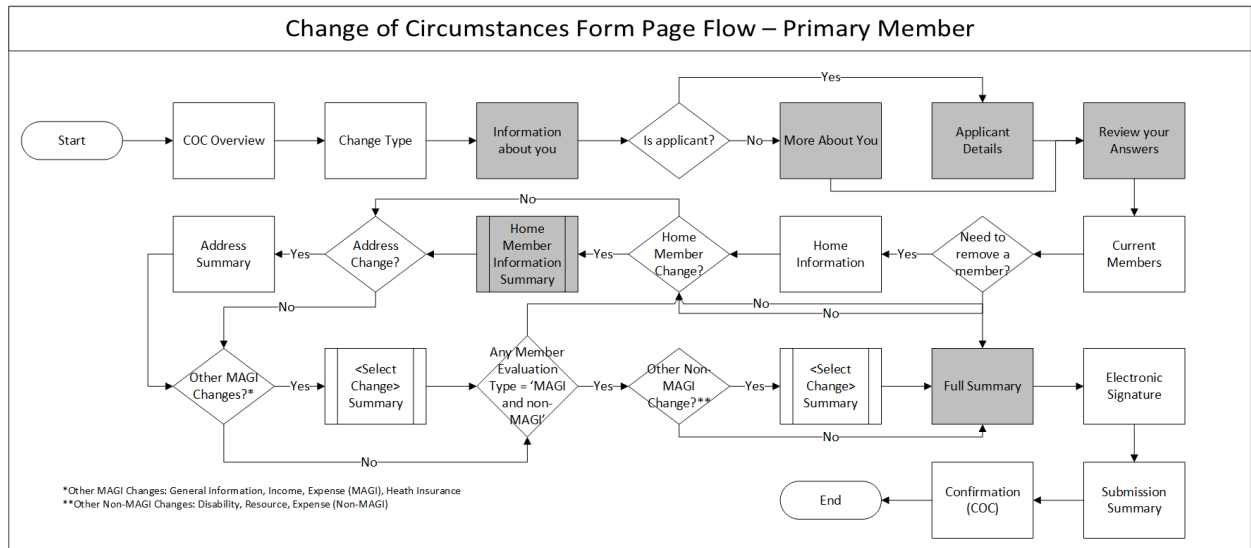 Change of Circumstances Form Page Flow – Primary Member
Yes
Start
COC Overview
Change Type
Information
about you
Is applicant?
No
More About You
Applicant
Details
Review your
Answers
No
Address
Summary
Yes
Address
Change?
Home
Member
Information
Summary
Yes
Home
Member
Change?
Home
Information
Yes
Need to
remove a
member?
Current
Members
No
No
No
Other MAGI
Changes?*
Yes
<Select
Change>
Summary
Any Member
Evaluation
Type = ‘MAGI
and non-
MAGI’
Yes
Other Non-
MAGI
Change?**
Yes
<Select
Change>
Summary
Full Summary
Electronic
Signature
No
No
*Other MAGI Changes: General Information, Income, Expense (MAGI), Heath Insurance
**Other Non-MAGI Changes: Disability, Resource, Expense (Non-MAGI)
End
Confirmation
(COC)
Submission
Summary